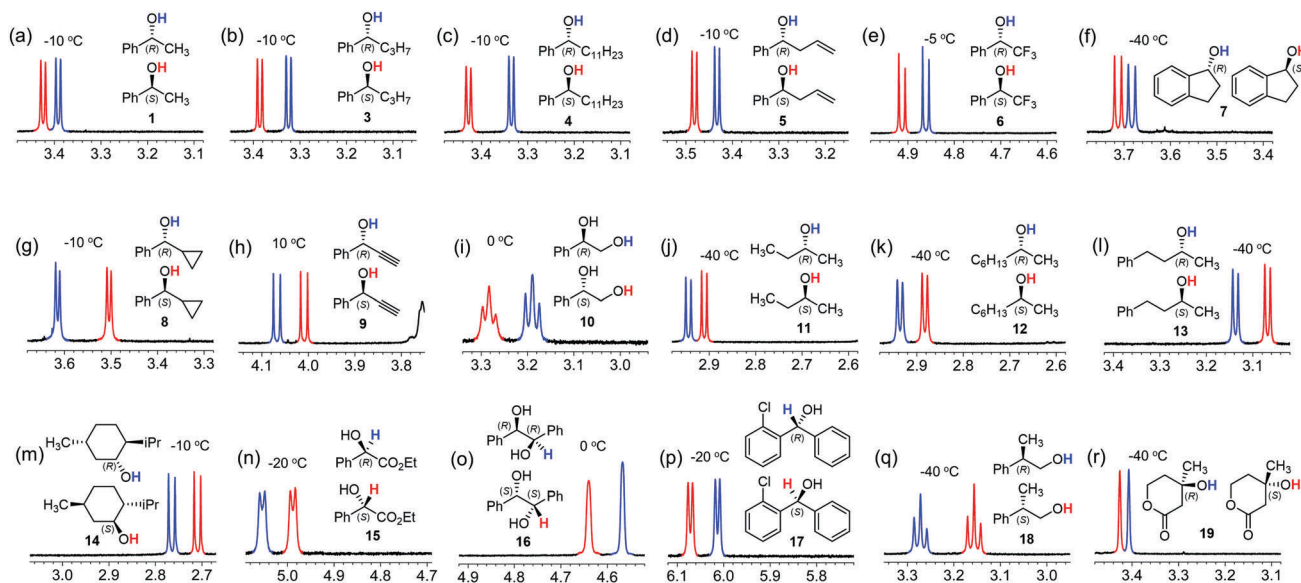 (a) -10 °C OH Ph (R) CH3 OH Ph (S) CH3 1
3.4 3.3 3.2 3.1
(b) -10 °C OH Ph (R) C3H7 OH Ph (S) C3H7 3
3.4 3.3 3.2 3.1
(c) -10 °C OH Ph (R) C11H23 OH Ph (S) C11H23 4
3.4 3.3 3.2 3.1
(d) -10 °C OH Ph (R) OH Ph (S) 5
3.5 3.4 3.3 3.2
(e) -5 °C OH Ph (S) CF3 OH Ph (R) CF3 6
4.9 4.8 4.7 4.6
(f) -40 °C OH (R) OH (S) 7
3.7 3.6 3.5 3.4
(g) -10 °C OH Ph (R) OH Ph (S) 8
3.6 3.5 3.4 3.3
(h) 10 °C OH Ph (R) OH Ph (S) 9
4.1 4.0 3.9 3.8
(i) 0 °C OH Ph (R) OH OH Ph (S) OH 10
3.3 3.2 3.1 3.0
(j) -40 °C OH H3C (R) CH3 OH H3C (S) CH3 11
2.9 2.8 2.7 2.6
(k) -40 °C OH C6H13 (R) CH3 OH C6H13 (S) CH3 12
2.9 2.8 2.7 2.6
(l) OH Ph (R) CH3 -40 °C OH Ph (S) CH3 13
3.4 3.3 3.2 3.1
(m) -10 °C H3C iPr (R) OH H3C iPr (S) OH 14
3.0 2.9 2.8 2.7
(n) -20 °C HO H Ph (R) CO2Et HO H Ph (S) CO2Et 15
5.0 4.9 4.8 4.7
(o) 0 °C OH (R) Ph Ph (R) HO H OH (S) Ph Ph (S) HO H 16
4.9 4.8 4.7 4.6
(p) -20 °C Cl H OH (R) Cl H OH (S) 17
6.1 6.0 5.9 5.8
(q) -40 °C CH3 Ph (R) OH CH3 Ph (S) OH 18
3.3 3.2 3.1 3.0
(r) -40 °C CH3 OH (R) O O CH3 OH (S) O O 19
3.4 3.3 3.2 3.1